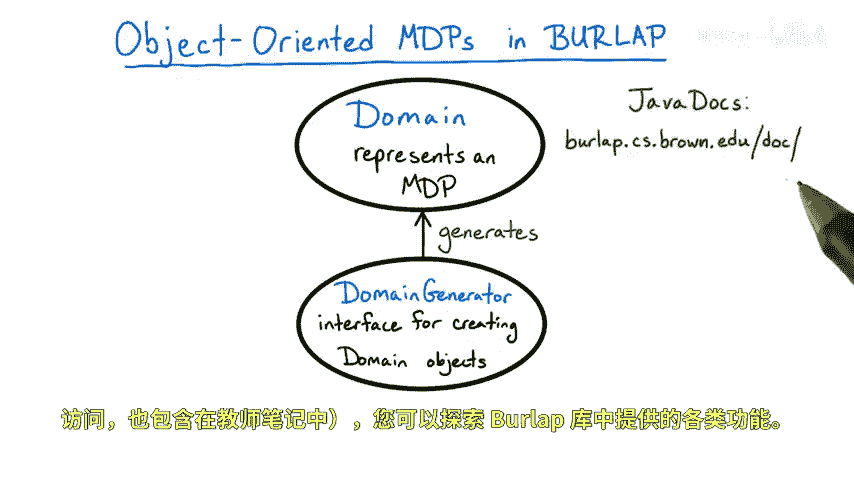 Object-Oriented MDPs in BURLAP
Domain
represents an
MDP
JavaDocs:
burlap.cs.brown.edu/doc/
generates
DomainGenerator
interface for creating
Domain objects
访问，也包含在教师笔记中），您可以探索 Burlap 库中提供的各类功能。